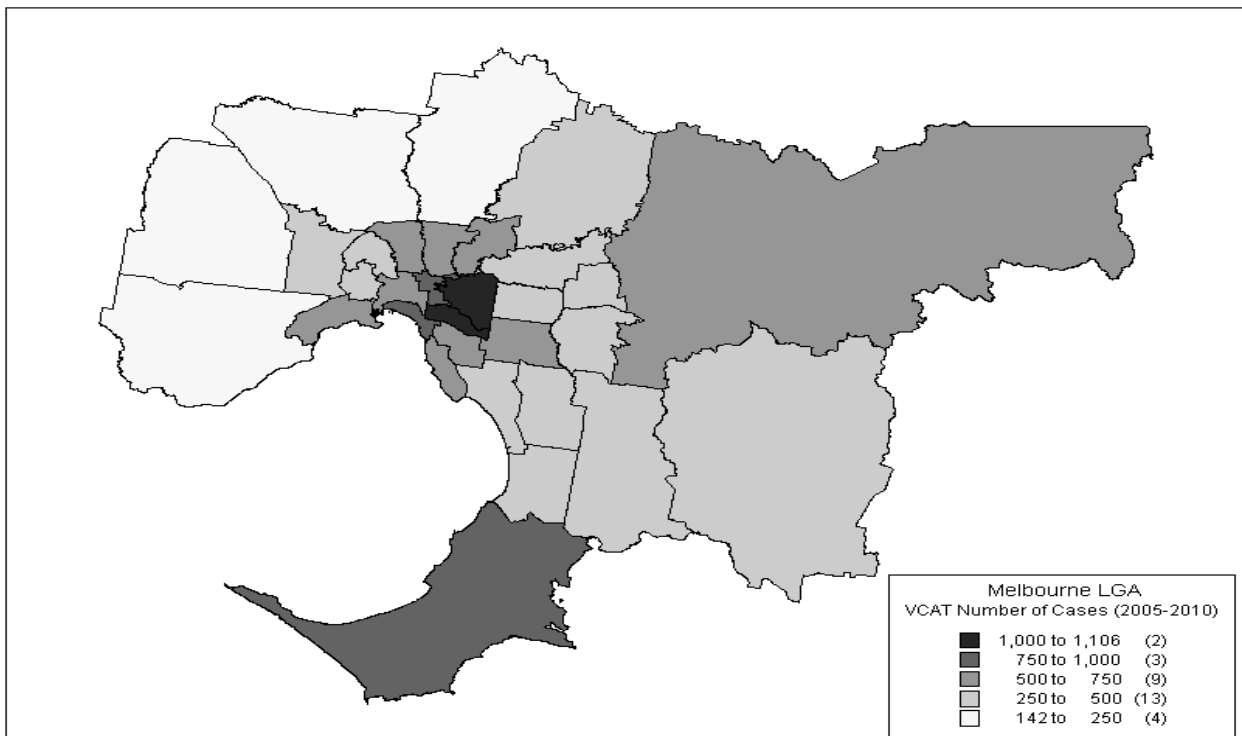 Melbourne LGA
VCAT Number of Cases (2005-2010)
1,000 to 1,106 (2)
750 to 1,000 (3)
500 to 750 (9)
250 to 500 (13)
142 to 250 (4)